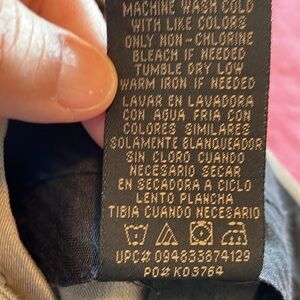 MACHINE WASH COLD
WITH LIKE COLORS
ONLY NON-CHLORINE
BLEACH IF NEEDED
TUMBLE DRY LOW
WARM IRON IF NEEDED
LAVAR EN LAVADORA
CON AGUA FRIA CON
COLORES SIMILARES
SOLAMENTE BLANQUEADOR
SIN CLORO CUANDO
NECESARIO SECAR
EN SECADORA A CICLO
LENTO PLANCHA
TIBIA CUANDO NECESARIO
UPC# 094833874129
PO# K03764